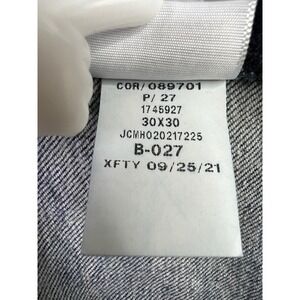 COR/089701
P/ 27
1745927
30X30
JCMH020217225
B-027
XFTY 09/25/21